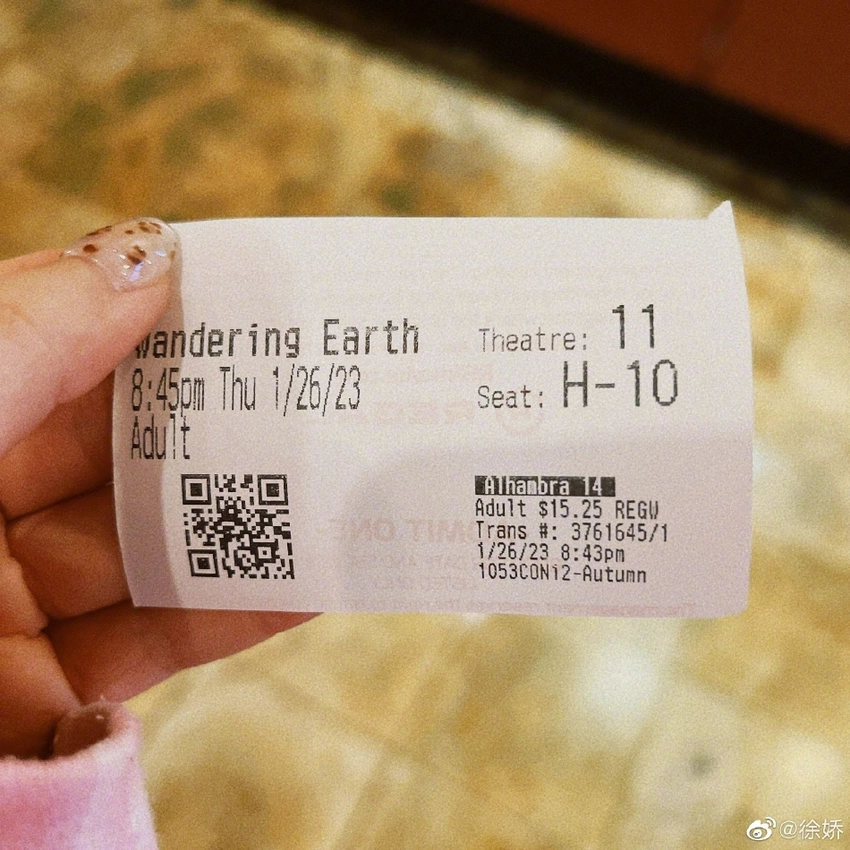 Wandering Earth
8:45pm Thu 1/26/23
Adult
Theatre: 11
Seat: H-10
Alhambra 14
Adult $15.25 REGW
Trans #: 3761645/1
1/26/23 8:43pm
1053CONi2-Autumn
@徐娇